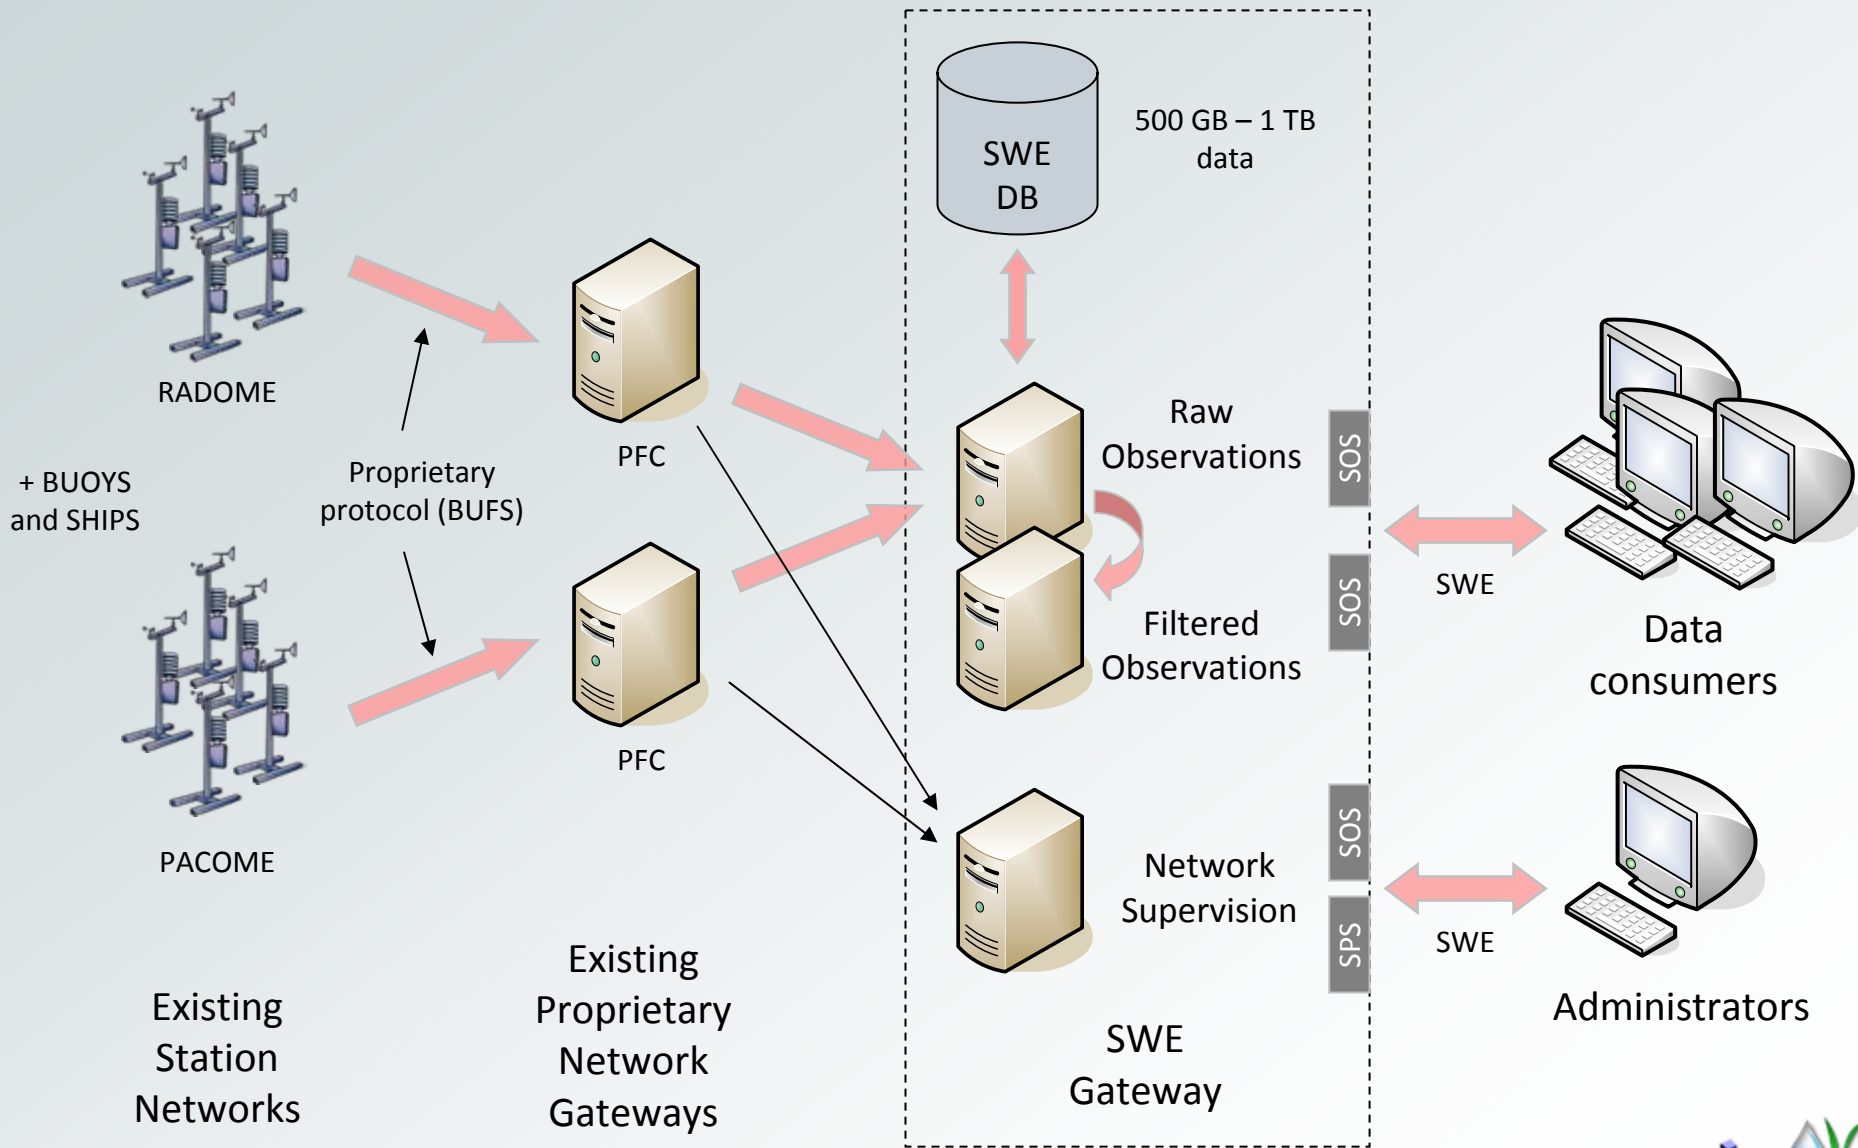 RADOME
+ BUOYS
and SHIPS
PACOME
Existing
Station
Networks
Proprietary
protocol (BUFS)
PFC
PFC
Existing
Proprietary
Network
Gateways
SWE
DB
500 GB – 1 TB
data
Raw
Observations
SOS
Filtered
Observations
SOS
Network
Supervision
SOS
SPS
SWE
Gateway
SWE
Data
consumers
SWE
Administrators